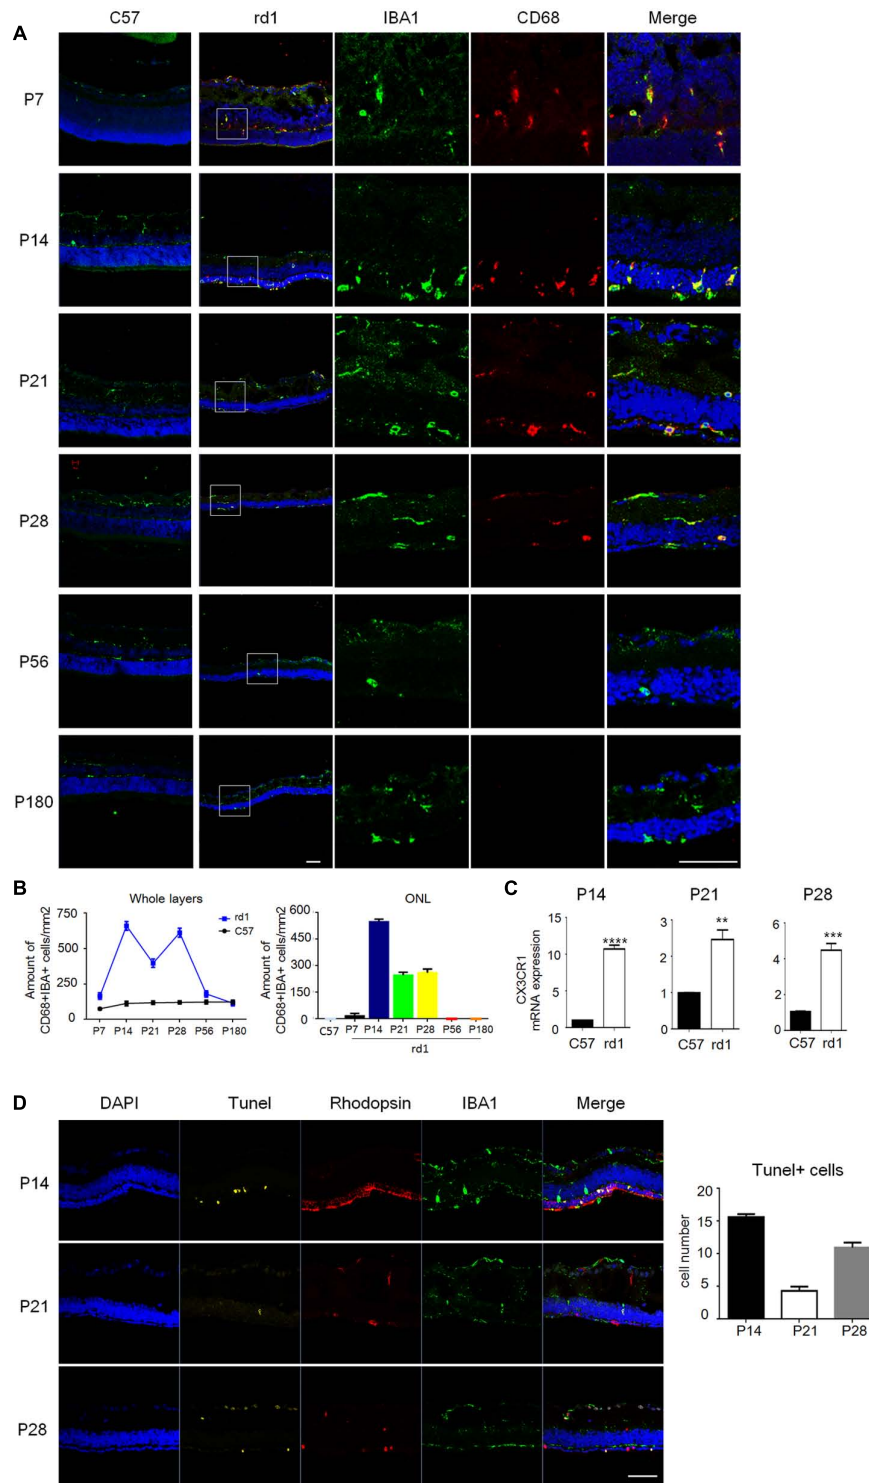 C57 rd1 IBA1 CD68 Merge
A
P7
P14
P21
P28
P56
P180
B
Whole layers
Amount of
CD68+IBA+ cells/mm2
750
500
250
0
rd1
C57
P7 P14 P21 P28 P56 P180
ONL
Amount of
CD68+IBA+ cells/mm2
600
450
300
150
0
C57 P7 P14 P21 P28 P56 P180
rd1
C
P14 P21 P28
CX3CR1
mRNA expression
15
10
5
0
****
C57 rd1
3
2
1
0
**
C57 rd1
6
4
2
0
***
C57 rd1
D
DAPI Tunel Rhodopsin IBA1 Merge
P14
P21
P28
Tunel+ cells
cell number
20
15
10
5
0
P14 P21 P28